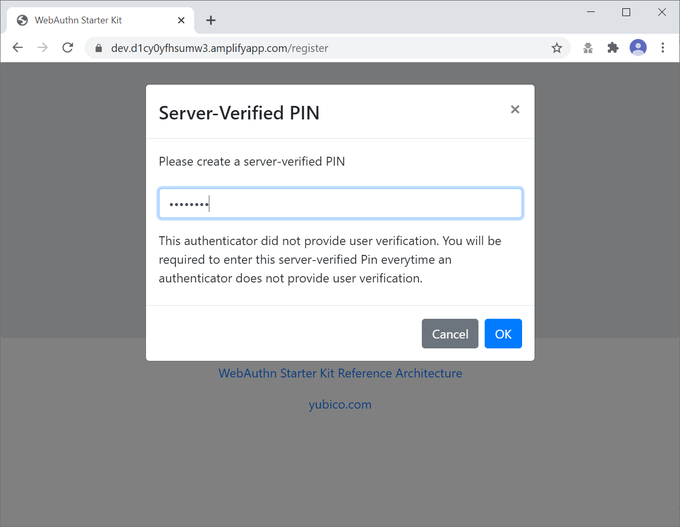 WebAuthn Starter Kit
dev.d1cy0yfhsumw3.amplifyapp.com/register
Server-Verified PIN
Please create a server-verified PIN
••••••••
This authenticator did not provide user verification. You will be
required to enter this server-verified Pin everytime an
authenticator does not provide user verification.
Cancel
OK
WebAuthn Starter Kit Reference Architecture
yubico.com